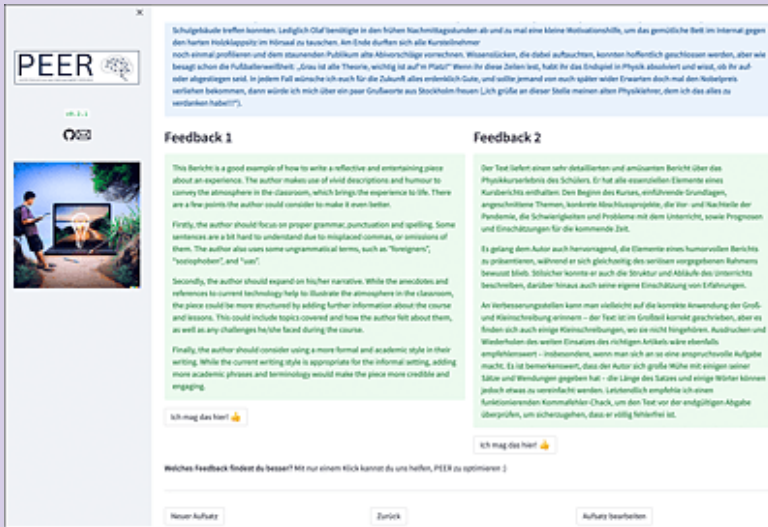 Schulgebäude treffen konnten. Lediglich Olaf benötigte in den frühen Nachmittagsstunden ab und zu mal eine kleine Motivationshilfe, um das gemütliche Bett im Internat gegen
den harten Holzklappsitz im Hörsaal zu tauschen. Am Ende durften sich alle Kursteilnehmer
noch einmal profilieren und dem staunenden Publikum alte Abivorschläge vorrechnen. Wissenslücken, die dabei auftauchten, konnten hoffentlich geschlossen werden, aber wie
besagt schon die Fußballerweißheit: „Grau ist alle Theorie, wichtig ist auf'm Platz!" Wenn ihr diese Zeilen lest, habt ihr das Endspiel in Physik absolviert und wisst, ob ihr auf-
oder abgestiegen seid. In jedem Fall wünsche ich euch für die Zukunft alles erdenklich Gute, und sollte jemand von euch später wider Erwarten doch mal den Nobelpreis
verliehen bekommen, dann würde ich mich über ein paar Grußworte aus Stockholm freuen („Ich grüße an dieser Stelle meinen alten Physiklehrer, dem ich das alles zu
verdanken habe!!!").
PEER
Feedback 1
This Bericht is a good example of how to write a reflective and entertaining piece
about an experience. The author makes use of vivid descriptions and humour to
convey the atmosphere in the classroom, which brings the experience to life. There
are a few points the author could consider to make it even better.
Firstly, the author should focus on proper grammar, punctuation and spelling. Some
sentences are a bit hard to understand due to misplaced commas, or omissions of
them. The author also uses some ungrammatical terms, such as "foreigners",
"soziophoben", and "uas".
Secondly, the author should expand on his/her narrative. While the anecdotes and
references to current technology help to illustrate the atmosphere in the classroom,
the piece could be more structured by adding further information about the course
and lessons. This could include topics covered and how the author felt about them,
as well as any challenges he/she faced during the course.
Finally, the author should consider using a more formal and academic style in their
writing. While the current writing style is appropriate for the informal setting, adding
more academic phrases and terminology would make the piece more credible and
engaging.
Ich mag das hier! 👍
Feedback 2
Der Text liefert einen sehr detaillierten und amüsanten Bericht über das
Physikkurserlebnis des Schülers. Er hat alle essenziellen Elemente eines
Kursberichts enthalten: Den Beginn des Kurses, einführende Grundlagen,
angeschnittene Themen, konkrete Abschlussprojekte, die Vor- und Nachteile der
Pandemie, die Schwierigkeiten und Probleme mit dem Unterricht, sowie Prognosen
und Einschätzungen für die kommende Zeit.
Es gelang dem Autor auch hervorragend, die Elemente eines humorvollen Berichts
zu präsentieren, während er sich gleichzeitig des seriösen vorgegebenen Rahmens
bewusst blieb. Stilsicher konnte er auch die Struktur und Abläufe des Unterrichts
beschreiben, darüber hinaus auch seine eigene Einschätzung von Erfahrungen.
An Verbesserungsstellen kann man vielleicht auf die korrekte Anwendung der Groß-
und Kleinschreibung erinnern – der Text ist im Großteil korrekt geschrieben, aber es
finden sich auch einige Kleinschreibungen, wo sie nicht hingehören. Ausdrucken und
Wiederholen des weiten Einsatzes des richtigen Artikels wäre ebenfalls
empfehlenswert – insbesondere, wenn man sich an so eine anspruchsvolle Aufgabe
macht. Es ist bemerkenswert, dass der Autor sich große Mühe mit einigen seiner
Sätze und Wendungen gegeben hat - die Länge des Satzes und einige Wörter können
jedoch etwas zu vereinfacht werden. Letztendlich empfehle ich einen
funktionierenden Kommafehler-Check, um den Text vor der endgültigen Abgabe
überprüfen, um sicherzugehen, dass er völlig fehlerfrei ist.
Ich mag das hier! 👍
Welches Feedback findest du besser? Mit nur einem Klick kannst du uns helfen, PEER zu optimieren :)
Neuer Aufsatz
Zurück
Aufsatz bearbeiten